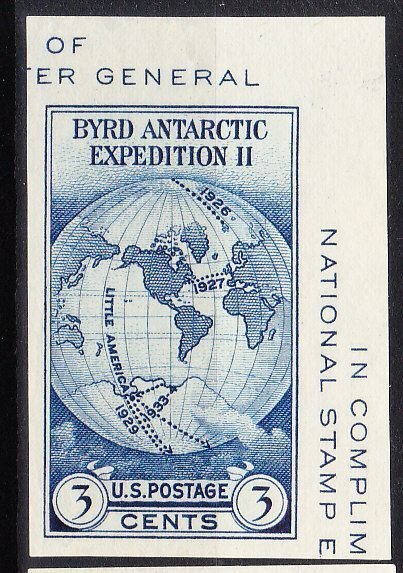 OF
ER GENERAL
BYRD ANTARCTIC
EXPEDITION II
1926
1927
LITTLE AMERICA
1929
1933
3 U.S. POSTAGE 3
CENTS
IN COMPLIM
NATIONAL STAMP E